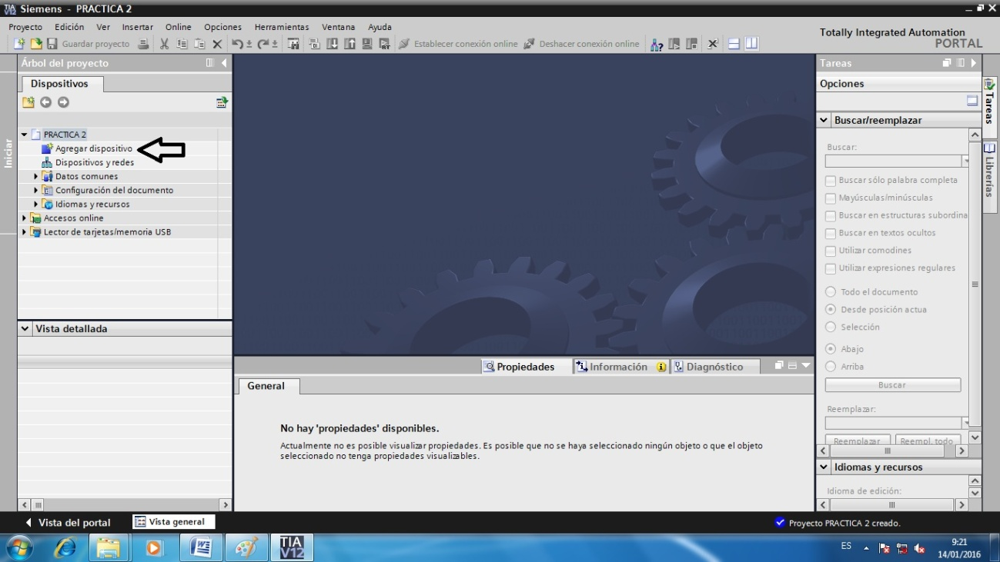 Siemens - PRACTICA 2
Proyecto Edición Ver Insertar Online Opciones Herramientas Ventana Ayuda
Totally Integrated Automation
PORTAL
Guardar proyecto Establecer conexión online Deshacer conexión online
Árbol del proyecto
Dispositivos
PRACTICA 2
Agregar dispositivo
Dispositivos y redes
Datos comunes
Configuración del documento
Idiomas y recursos
Accesos online
Lector de tarjetas/memoria USB
Iniciar
Vista detallada
Propiedades Información Diagnóstico
General
No hay 'propiedades' disponibles.
Actualmente no es posible visualizar propiedades. Es posible que no se haya seleccionado ningún objeto o que el objeto
seleccionado no tenga propiedades visualizables.
Tareas
Opciones
Buscar/reemplazar
Buscar:
Buscar sólo palabra completa
Mayúsculas/minúsculas
Buscar en estructuras subordina
Buscar en textos ocultos
Utilizar comodines
Utilizar expresiones regulares
Todo el documento
Desde posición actua
Selección
Abajo
Arriba
Buscar
Reemplazar:
Reemplazar Reempl. todo
Idiomas y recursos
Idioma de edición:
Tareas
Librerías
Vista del portal Vista general
Proyecto PRACTICA 2 creado.
TIA
V12
ES
9:21
14/01/2016